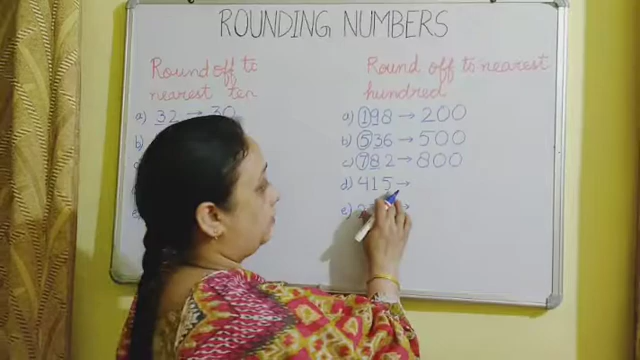 ROUNDING NUMBERS
Round off to
nearest ten
a) 32 → 30
b)
Round off to nearest
hundred
a) 198 → 200
b) 536 → 500
c) 782 → 800
d) 415 →
e)